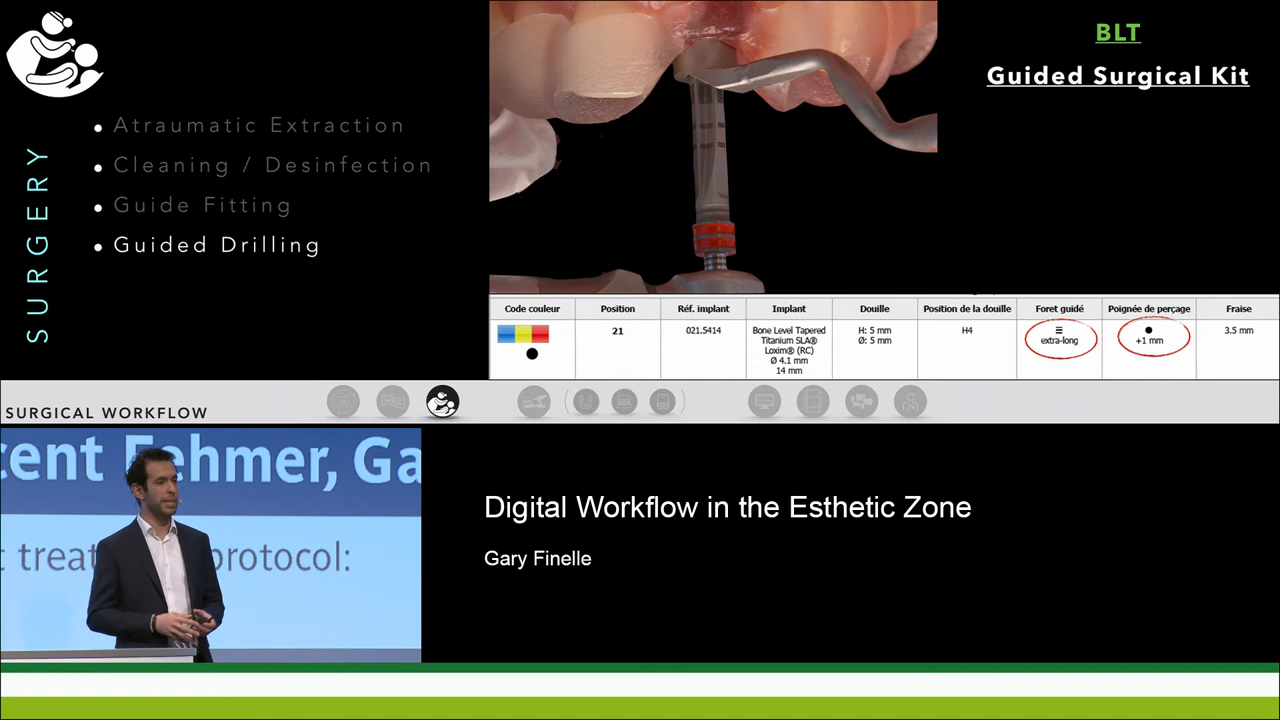 BLT
Guided Surgical Kit
SURGERY
Atraumatic Extraction
Cleaning / Desinfection
Guide Fitting
Guided Drilling
Code couleur
Position
Réf. implant
Implant
Douille
Position de la douille
Foret guidé
Poignée de perçage
Fraise
21
021.5414
Bone Level Tapered
Titanium SLA®
Loxim® (RC)
Ø 4.1 mm
14 mm
H: 5 mm
Ø: 5 mm
H4
extra-long
+1 mm
3.5 mm
SURGICAL WORKFLOW
cent Fehmer, Ga
t trea protocol:
Digital Workflow in the Esthetic Zone
Gary Finelle